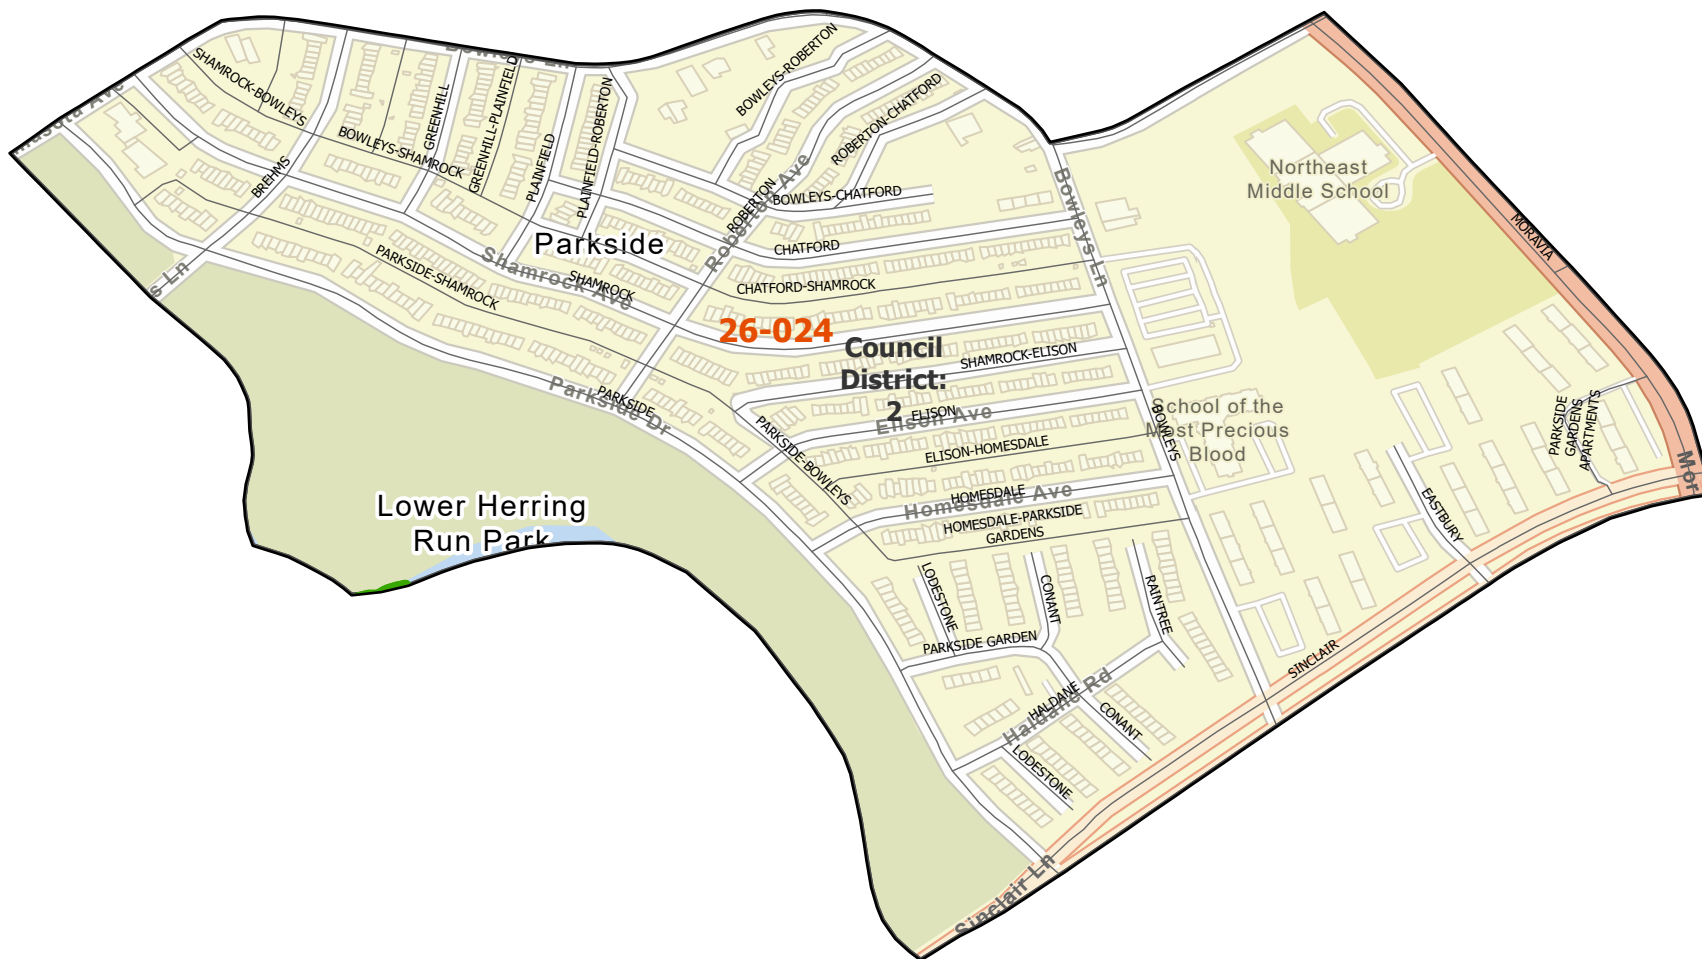 SHAMROCK-BOWLEYS
BREHMS
BOWLEYS-SHAMROCK
GREENHILL
GREENHILL-PLAINFIELD
PLAINFIELD
PLAINFIELD-ROBERTON
BOWLEYS-ROBERTON
ROBERTON-CHATFORD
ROBERTON
Roberton Ave
BOWLEYS-CHATFORD
CHATFORD
CHATFORD-SHAMROCK
Parkside
Shamrock Ave
SHAMROCK
PARKSIDE-SHAMROCK
s Ln
26-024
Council
District:
2
SHAMROCK-ELISON
ELISON
Elison Ave
ELISON-HOMESDALE
HOMESDALE
Homesdale Ave
HOMESDALE-PARKSIDE
GARDENS
PARKSIDE
Parkside Dr
PARKSIDE-BOWLEYS
Bowleys Ln
BOWLEYS
Northeast
Middle School
MORAVIA
Mor
School of the
Most Precious
Blood
PARKSIDE
GARDENS
APARTMENTS
EASTBURY
Lower Herring
Run Park
LODESTONE
CONANT
RAINTREE
PARKSIDE GARDEN
HALDANE
Haldane Rd
CONANT
LODESTONE
SINCLAIR
Sinclair Ln